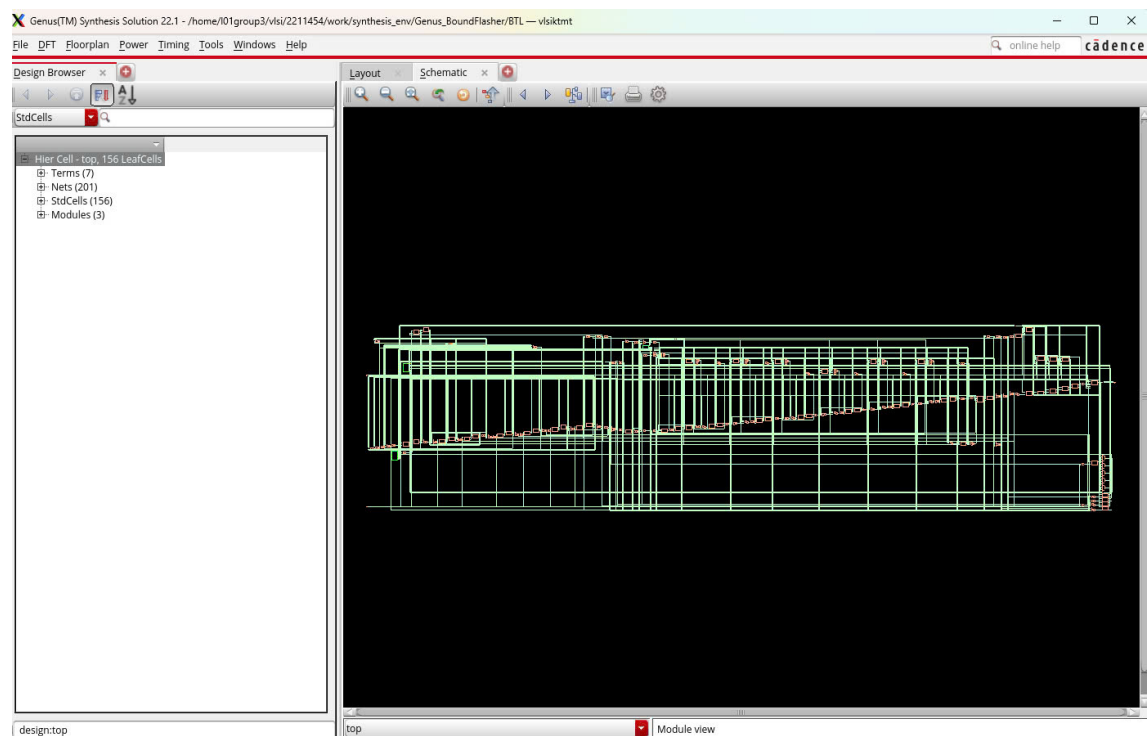 Genus(TM) Synthesis Solution 22.1 - /home/l01group3/vlsi/2211454/work/synthesis_env/Genus_BoundFlasher/BTL — vlsiktmt
File DFT Floorplan Power Timing Tools Windows Help
online help
cādence
Design Browser
Layout
Schematic
StdCells
Hier Cell - top, 156 LeafCells
Terms (7)
Nets (201)
StdCells (156)
Modules (3)
design:top
top
Module view